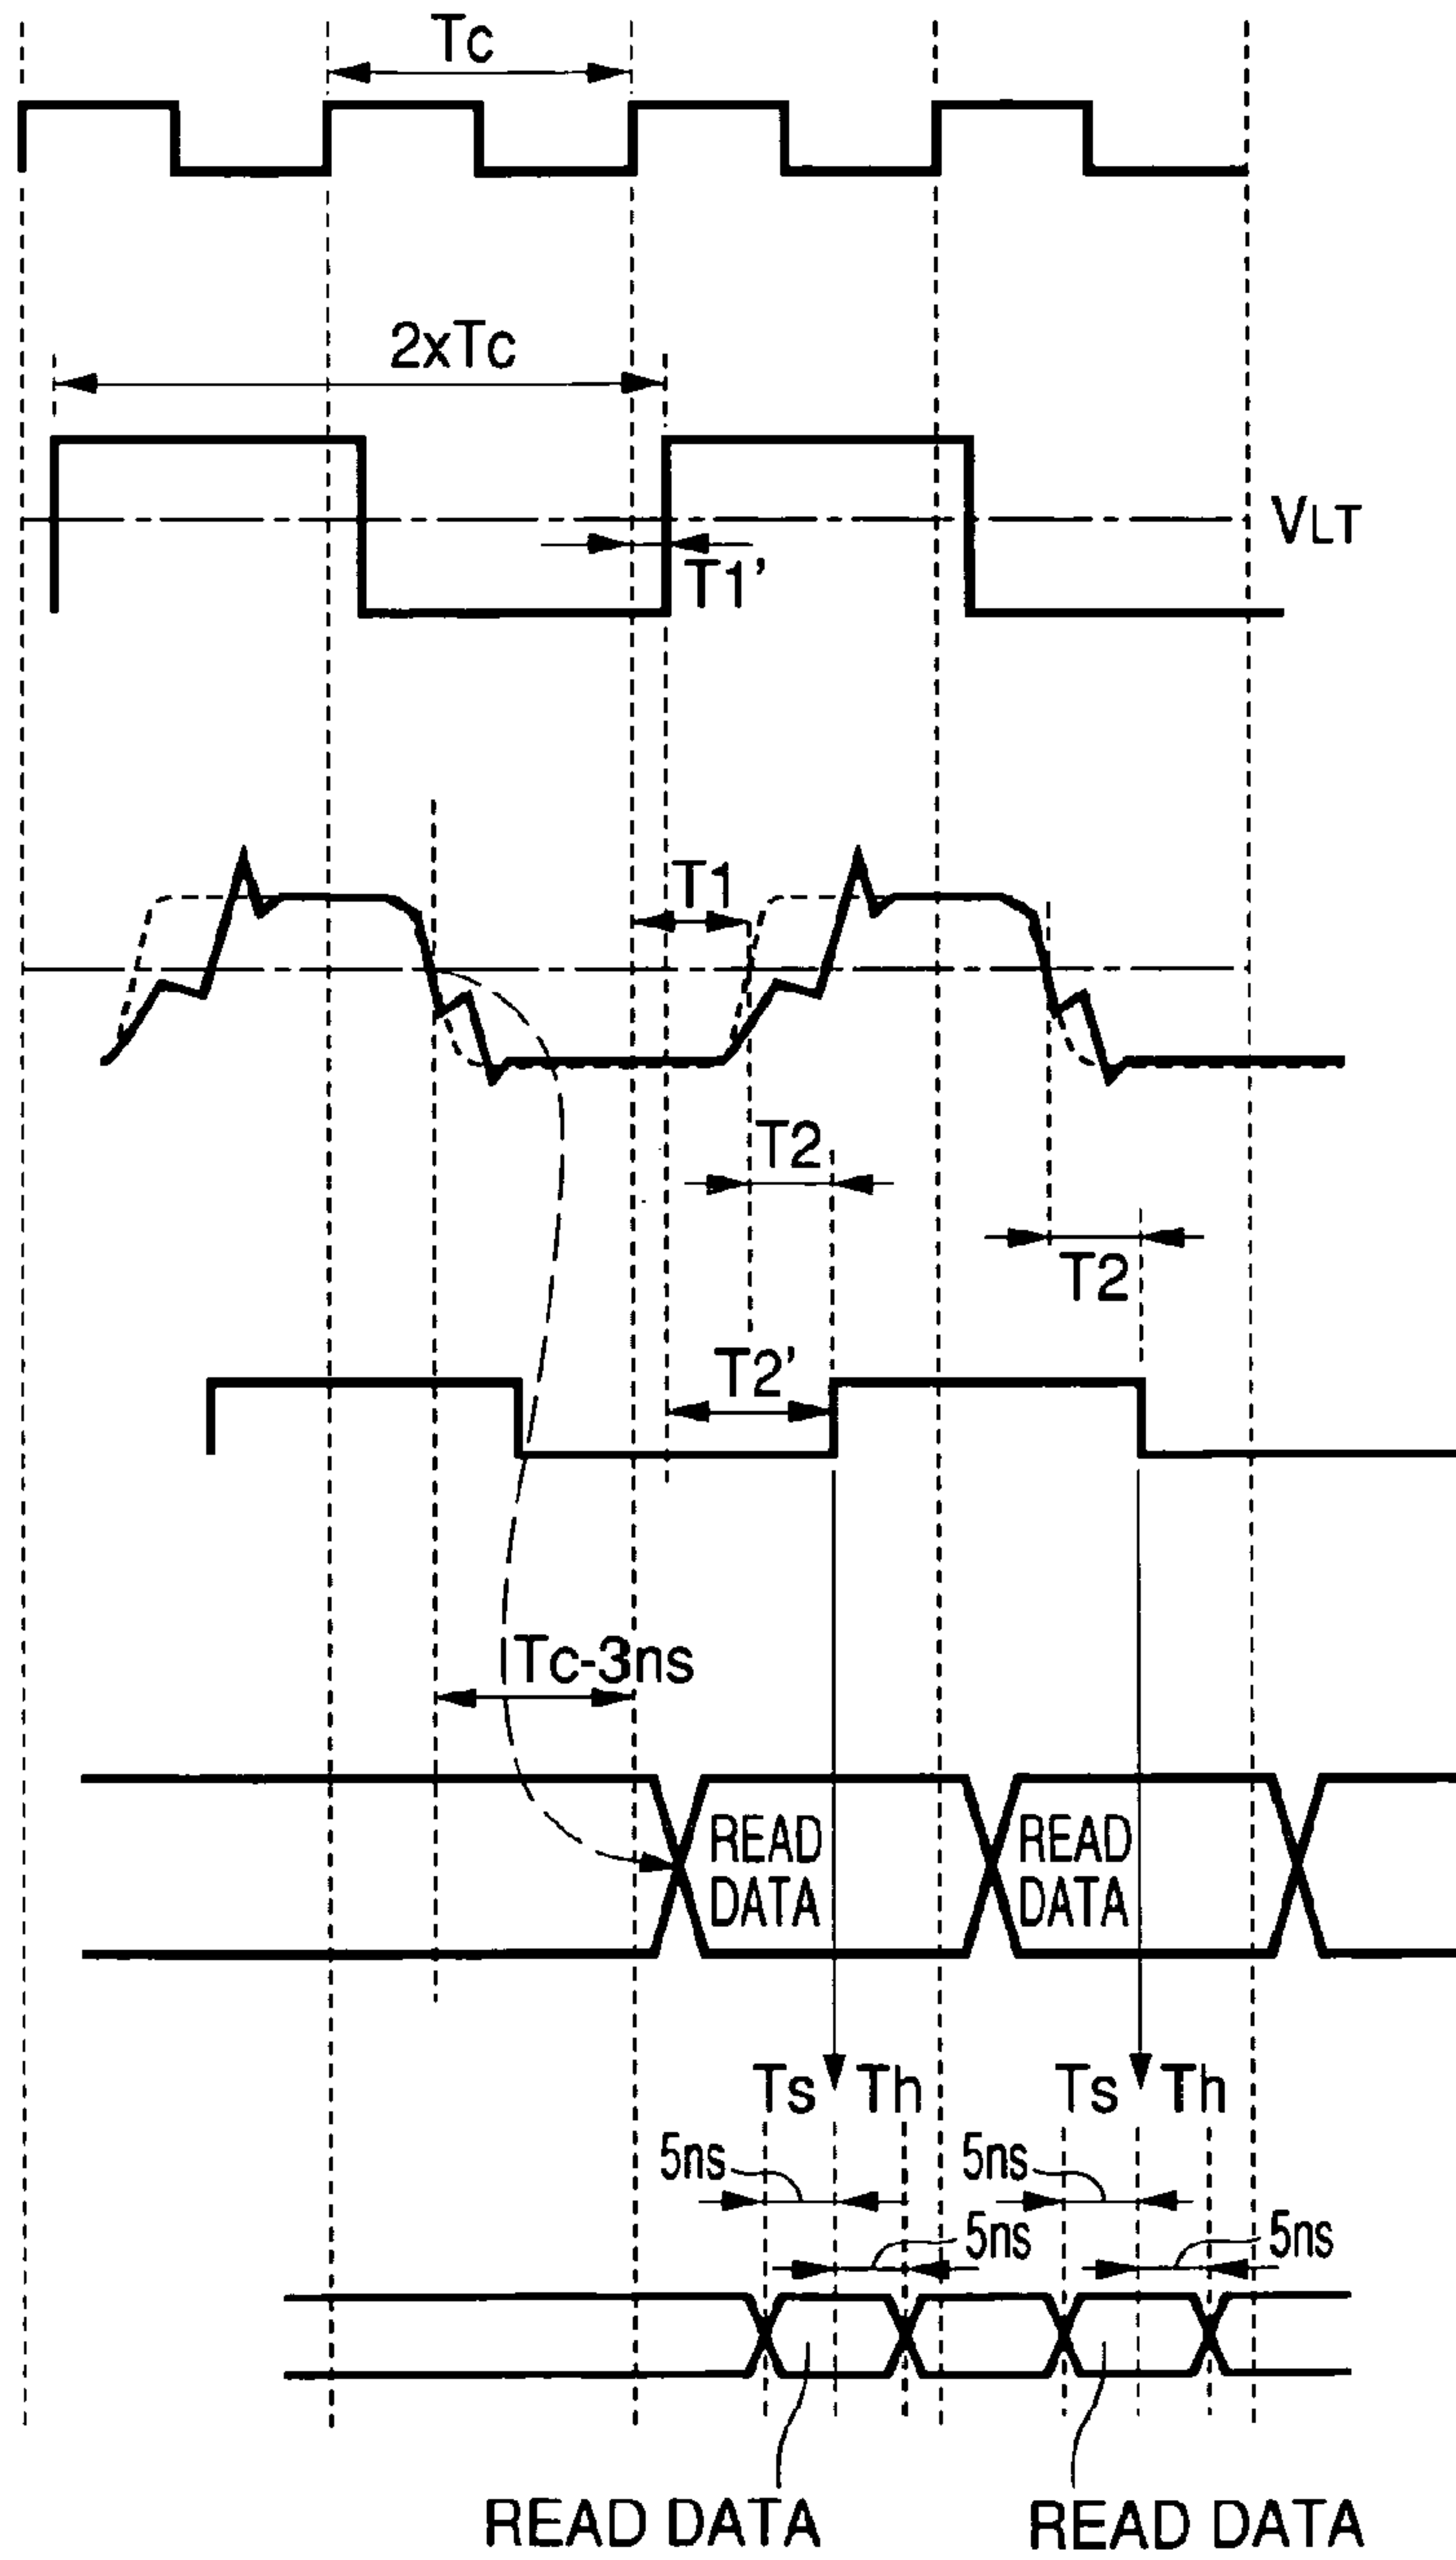 Tc
2xTc
VLT
T1'
T1
T2
T2
T2'
Tc-3ns
READ
DATA
READ
DATA
Ts Th
Ts Th
5ns
5ns
5ns
5ns
READ DATA
READ DATA